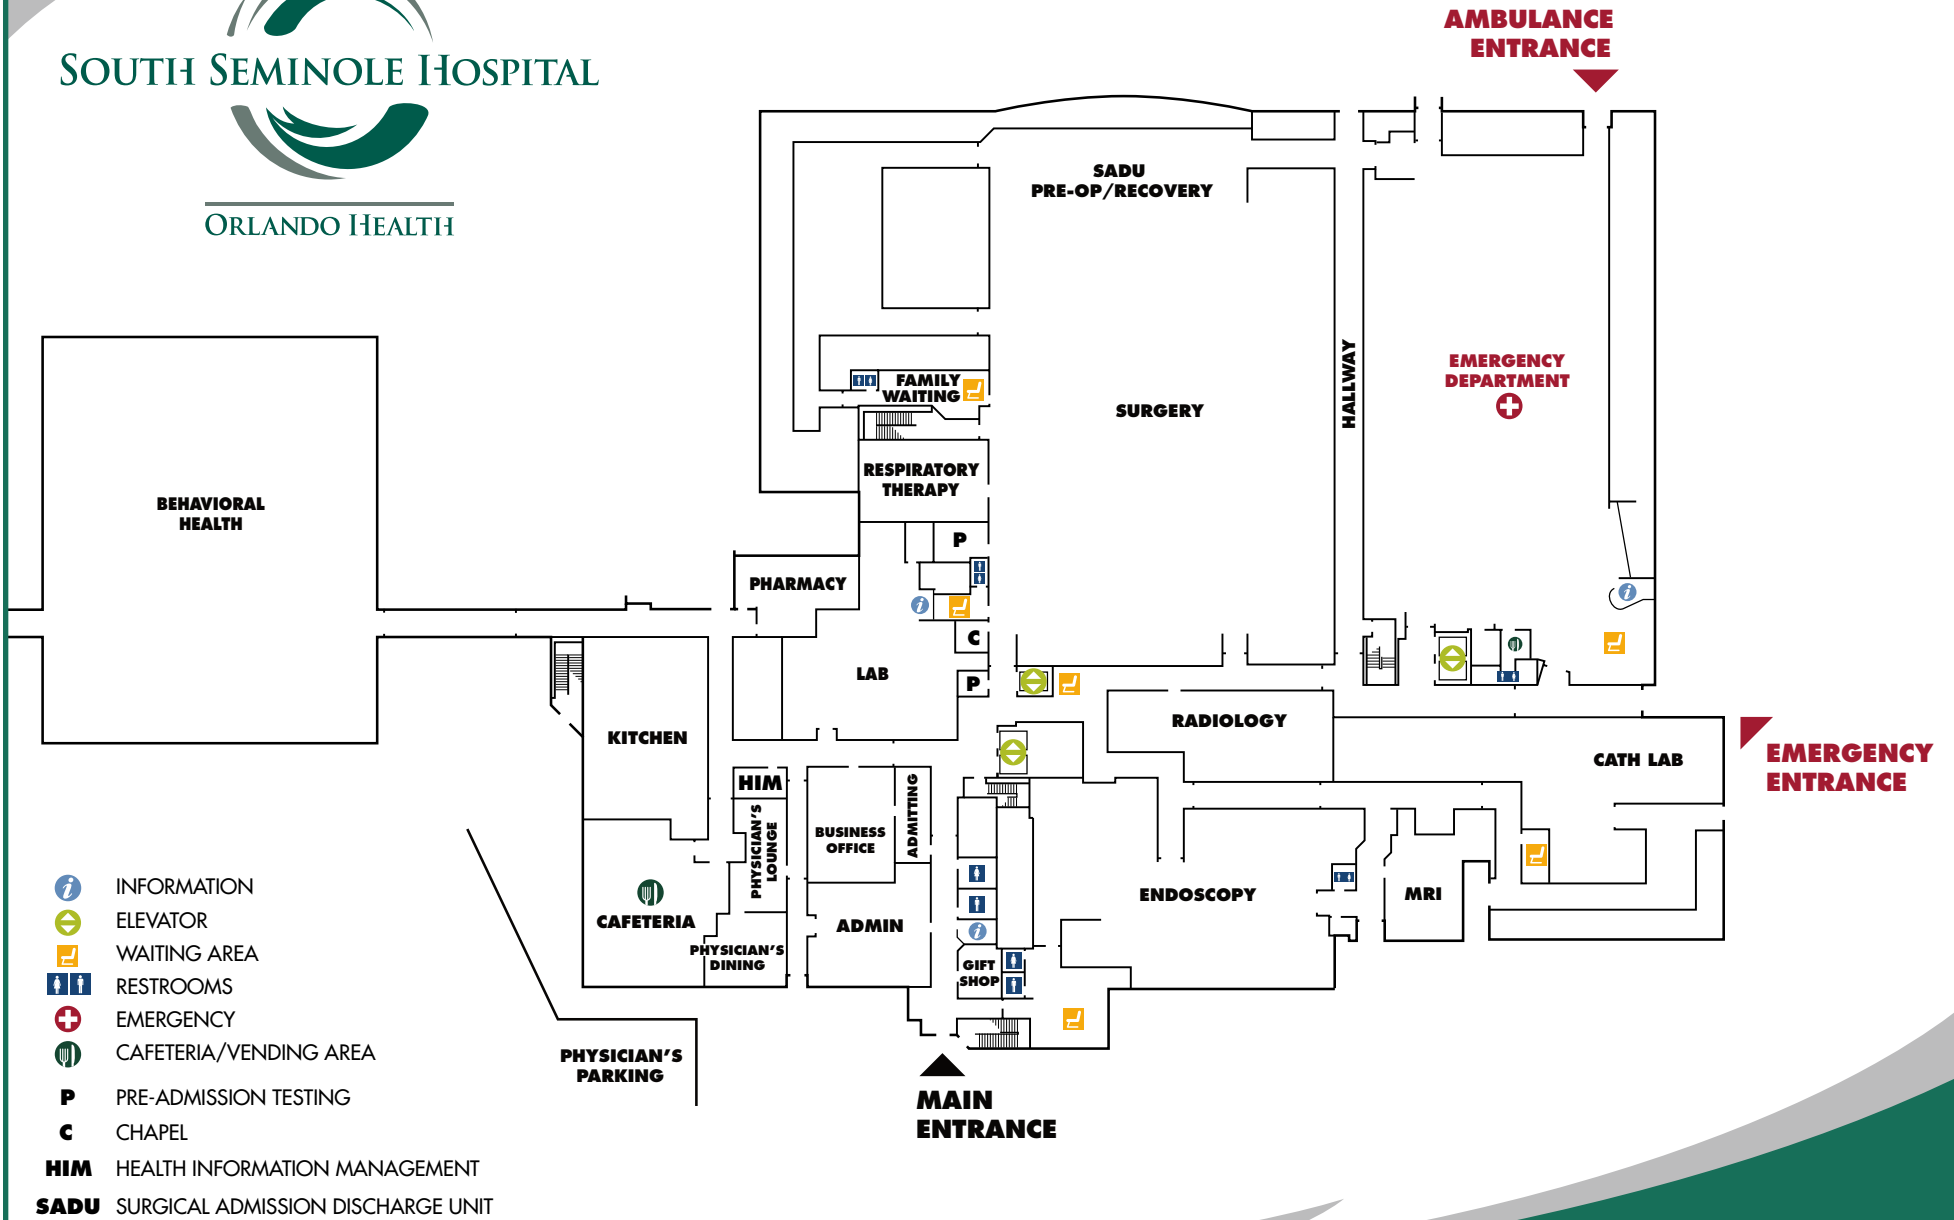 SOUTH SEMINOLE HOSPITAL
ORLANDO HEALTH
AMBULANCE
ENTRANCE
SADU
PRE-OP/RECOVERY
HALLWAY
EMERGENCY
DEPARTMENT
FAMILY
WAITING
SURGERY
RESPIRATORY
THERAPY
BEHAVIORAL
HEALTH
P
PHARMACY
i
i
C
LAB
P
RADIOLOGY
KITCHEN
CATH LAB
EMERGENCY
ENTRANCE
HIM
ADMITTING
PHYSICIAN'S
LOUNGE
BUSINESS
OFFICE
ENDOSCOPY
MRI
CAFETERIA
ADMIN
i
PHYSICIAN'S
DINING
GIFT
SHOP
PHYSICIAN'S
PARKING
MAIN
ENTRANCE
i INFORMATION
ELEVATOR
WAITING AREA
RESTROOMS
EMERGENCY
CAFETERIA/VENDING AREA
P PRE-ADMISSION TESTING
C CHAPEL
HIM HEALTH INFORMATION MANAGEMENT
SADU SURGICAL ADMISSION DISCHARGE UNIT